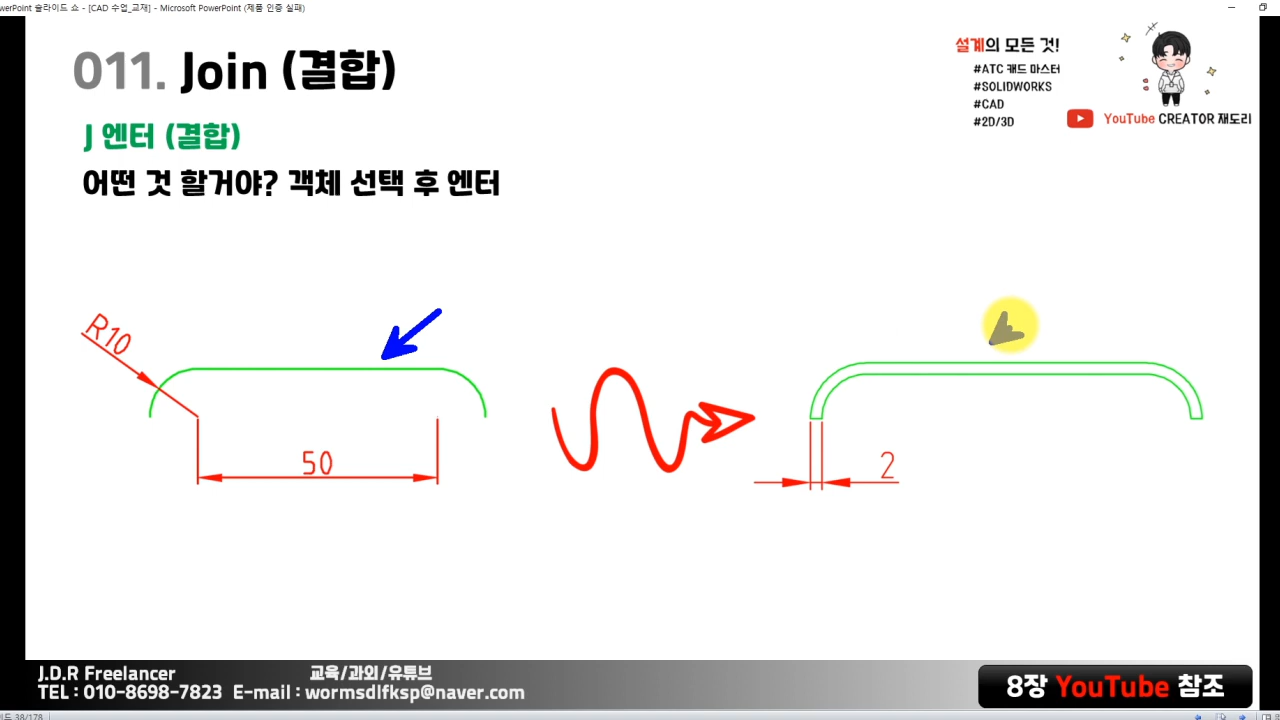 werPoint 슬라이드 쇼 - [CAD 수업_교재] - Microsoft PowerPoint (제품 인증 실패)
011. Join (결합)
J 엔터 (결합)
어떤 것 할거야? 객체 선택 후 엔터
설계의 모든 것!
#ATC 캐드 마스터
#SOLIDWORKS
#CAD
#2D/3D
YouTube CREATOR 재도리
R10
50
2
J.D.R Freelancer 교육/과외/유튜브
TEL : 010-8698-7823 E-mail : wormsdlfksp@naver.com
8장 YouTube 참조
38/178